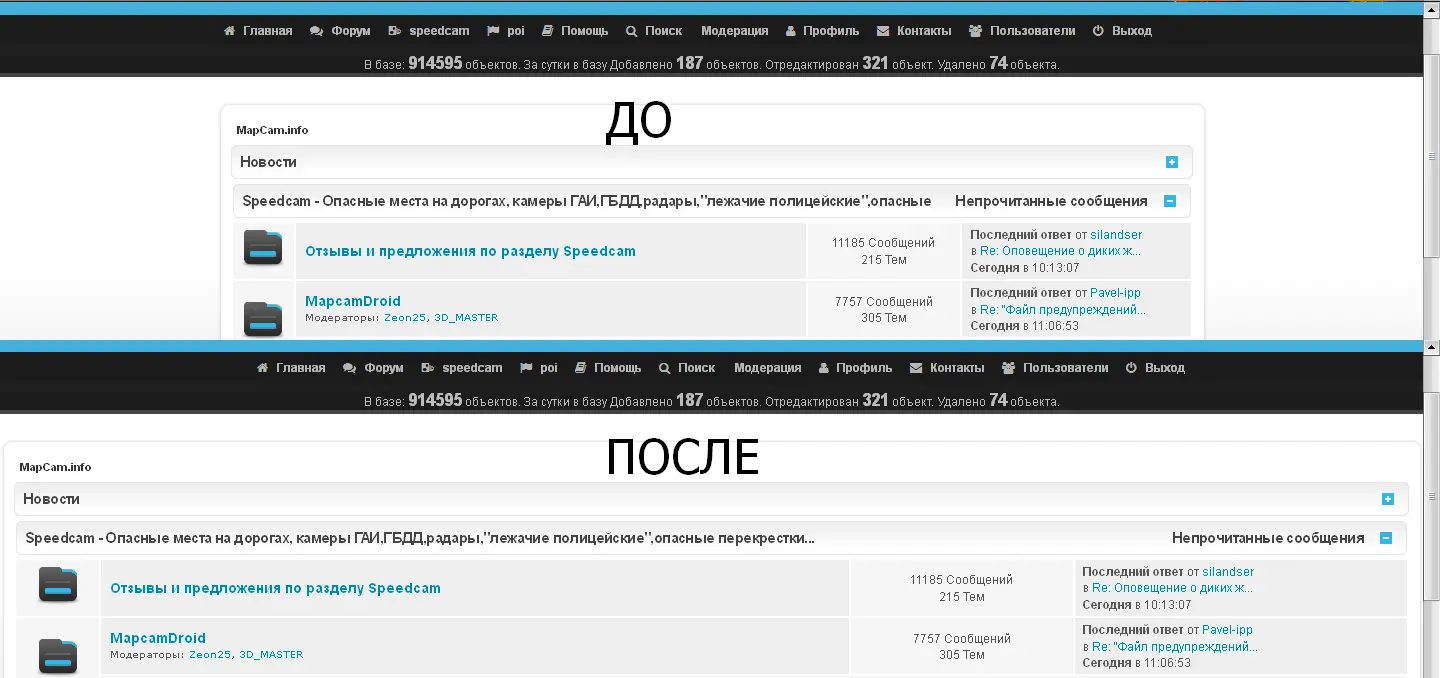 Главная Форум speedcam poi Помощь Поиск Модерация Профиль Контакты Пользователи Выход
В базе: 914595 объектов. За сутки в базу Добавлено 187 объектов. Отредактирован 321 объект. Удалено 74 объекта.
ДО
MapCam.info
Новости
Speedcam - Опасные места на дорогах, камеры ГАИ,ГБДД,радары,"лежачие полицейские",опасные Непрочитанные сообщения
Отзывы и предложения по разделу Speedcam
11185 Сообщений
215 Тем
Последний ответ от silandser
в Re: Оповещение о диких ж...
Сегодня в 10:13:07
MapcamDroid
Модераторы: Zeon25, 3D_MASTER
7757 Сообщений
305 Тем
Последний ответ от Pavel-ipp
в Re: "Файл предупреждений...
Сегодня в 11:06:53
Главная Форум speedcam poi Помощь Поиск Модерация Профиль Контакты Пользователи Выход
В базе: 914595 объектов. За сутки в базу Добавлено 187 объектов. Отредактирован 321 объект. Удалено 74 объекта.
ПОСЛЕ
MapCam.info
Новости
Speedcam - Опасные места на дорогах, камеры ГАИ,ГБДД,радары,"лежачие полицейские",опасные перекрестки... Непрочитанные сообщения
Отзывы и предложения по разделу Speedcam
11185 Сообщений
215 Тем
Последний ответ от silandser
в Re: Оповещение о диких ж...
Сегодня в 10:13:07
MapcamDroid
Модераторы: Zeon25, 3D_MASTER
7757 Сообщений
305 Тем
Последний ответ от Pavel-ipp
в Re: "Файл предупреждений...
Сегодня в 11:06:53